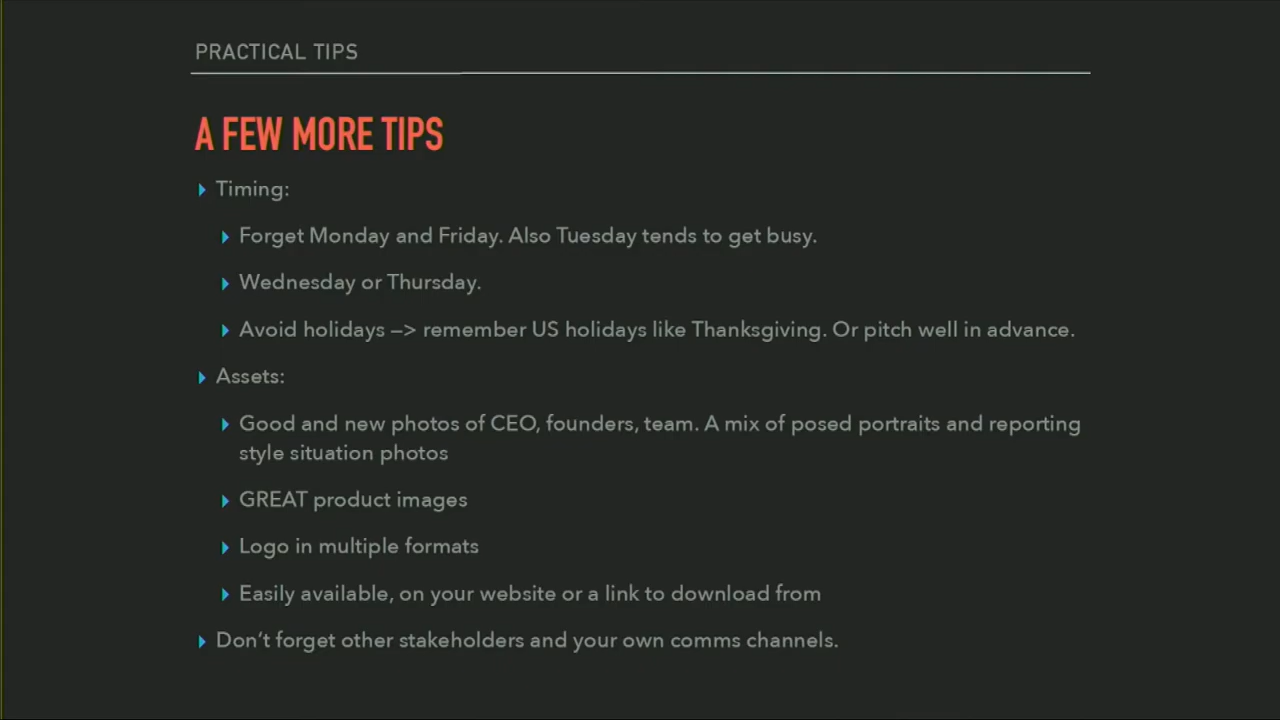 PRACTICAL TIPS
A FEW MORE TIPS
Timing:
Forget Monday and Friday. Also Tuesday tends to get busy.
Wednesday or Thursday.
Avoid holidays —> remember US holidays like Thanksgiving. Or pitch well in advance.
Assets:
Good and new photos of CEO, founders, team. A mix of posed portraits and reporting
style situation photos
GREAT product images
Logo in multiple formats
Easily available, on your website or a link to download from
Don’t forget other stakeholders and your own comms channels.